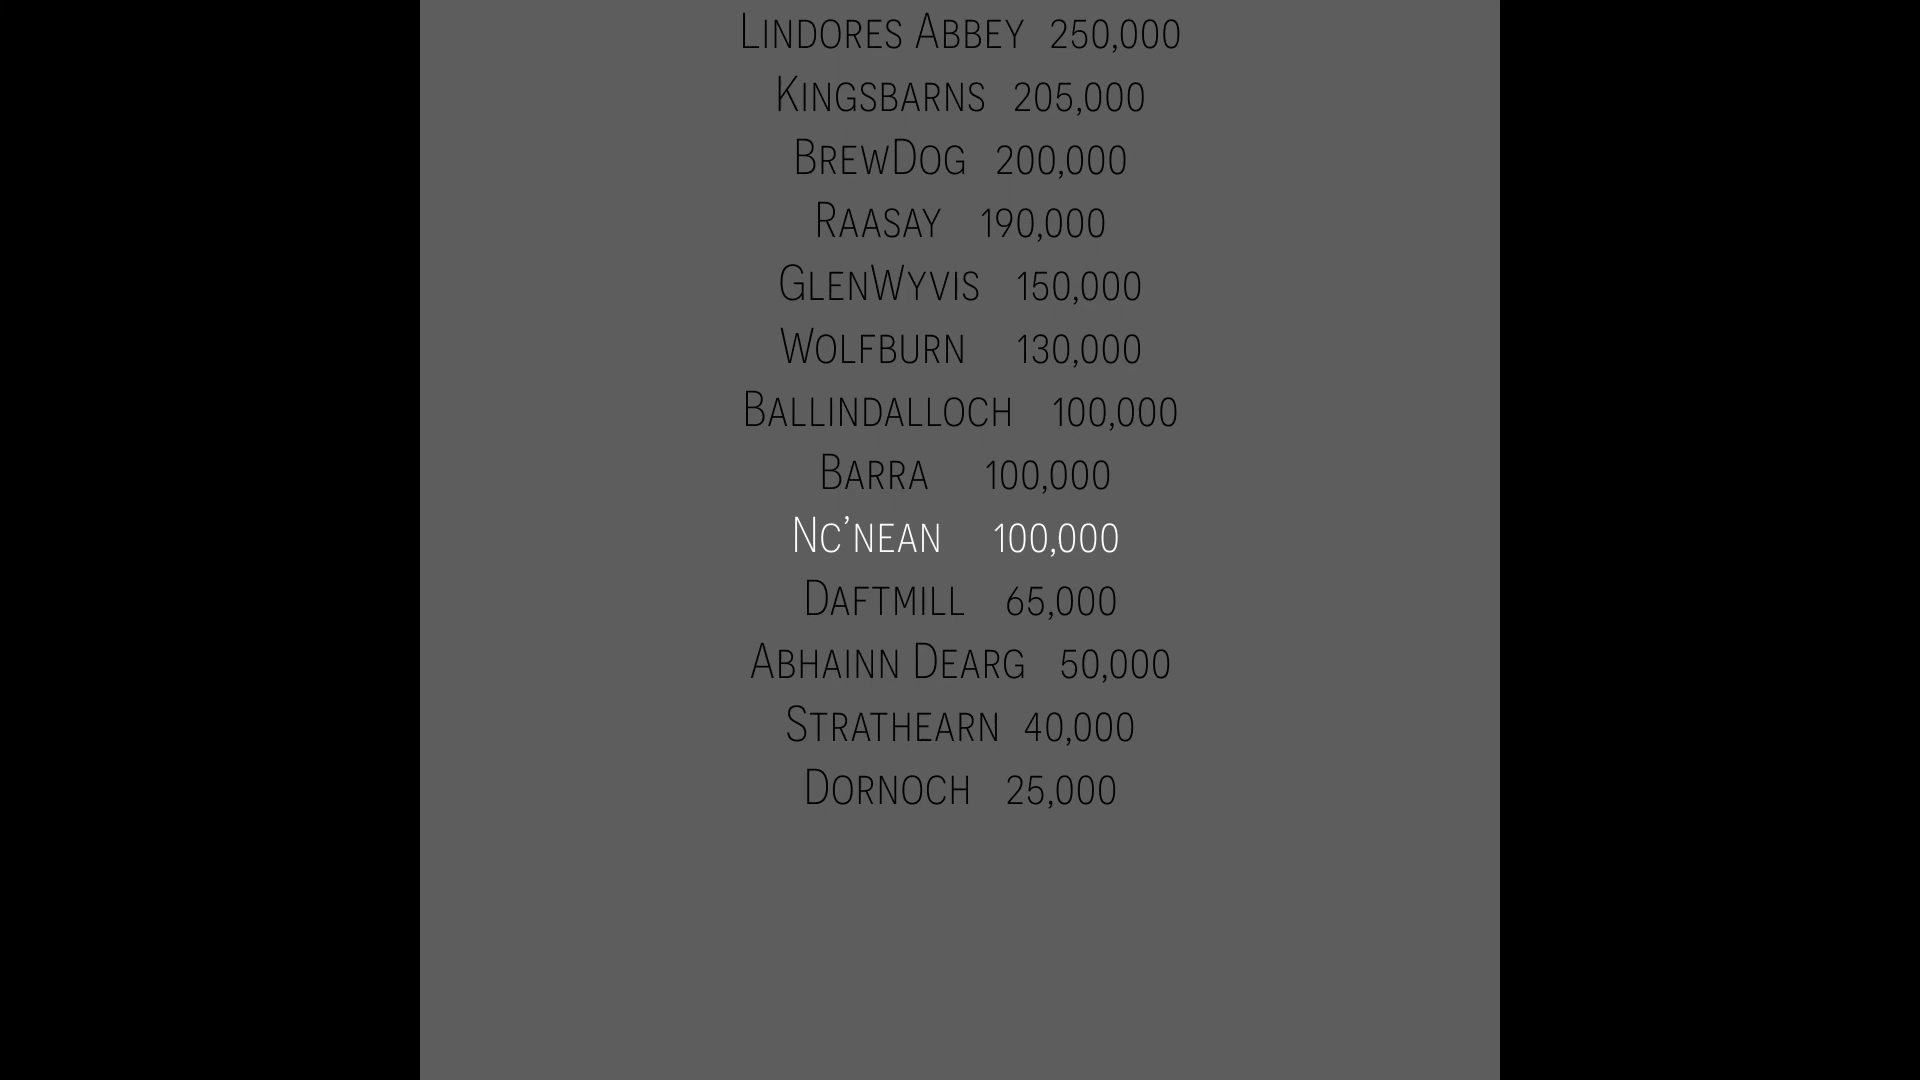 Lindores Abbey 250,000
Kingsbarns 205,000
BrewDog 200,000
Raasay 190,000
GlenWyvis 150,000
Wolfburn 130,000
Ballindalloch 100,000
Barra 100,000
Nc’nean 100,000
Daftmill 65,000
Abhainn Dearg 50,000
Strathearn 40,000
Dornoch 25,000